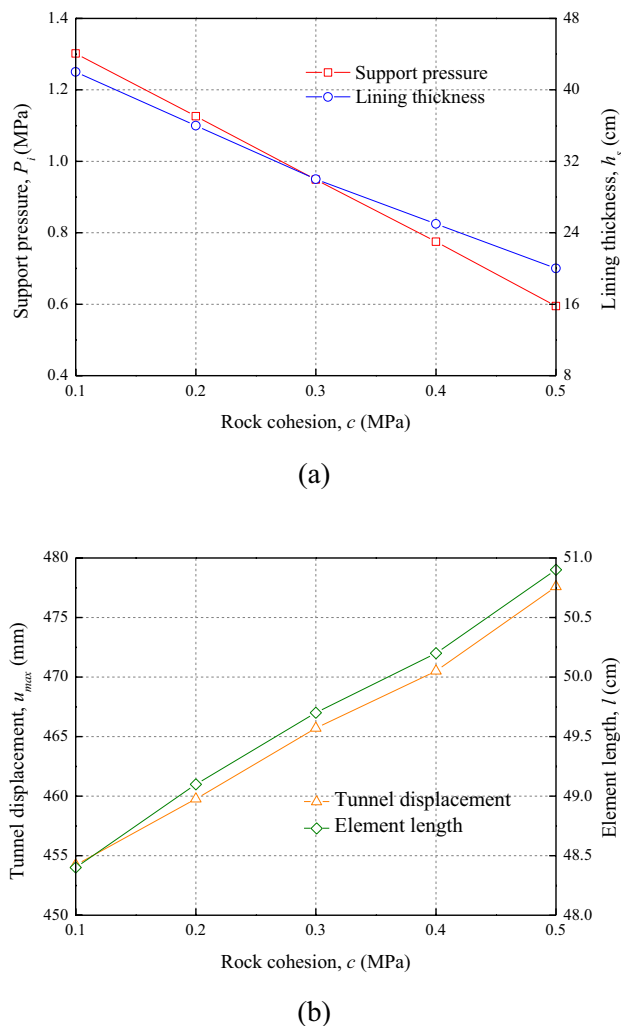 1.4
1.2
1.0
0.8
0.6
0.4
Support pressure, Pᵢ (MPa)
48
40
32
24
16
8
Lining thickness, hₛ (cm)
Support pressure
Lining thickness
0.1 0.2 0.3 0.4 0.5
Rock cohesion, c (MPa)
(a)
480
475
470
465
460
455
450
Tunnel displacement, u_max (mm)
51.0
50.5
50.0
49.5
49.0
48.5
48.0
Element length, l (cm)
Tunnel displacement
Element length
0.1 0.2 0.3 0.4 0.5
Rock cohesion, c (MPa)
(b)